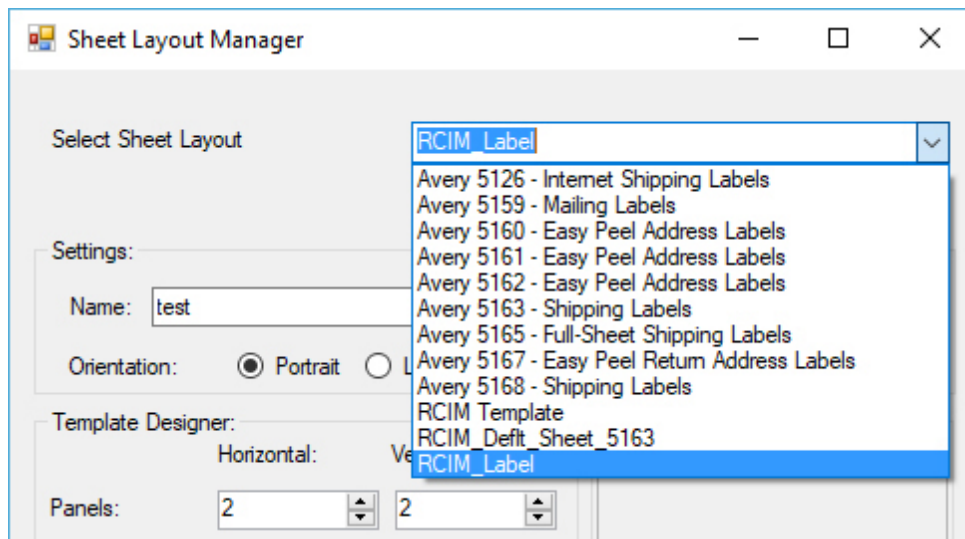 Sheet Layout Manager
Select Sheet Layout
RCIM_Label
Avery 5126 - Internet Shipping Labels
Avery 5159 - Mailing Labels
Avery 5160 - Easy Peel Address Labels
Avery 5161 - Easy Peel Address Labels
Avery 5162 - Easy Peel Address Labels
Avery 5163 - Shipping Labels
Avery 5165 - Full-Sheet Shipping Labels
Avery 5167 - Easy Peel Return Address Labels
Avery 5168 - Shipping Labels
RCIM Template
RCIM_Deflt_Sheet_5163
RCIM_Label
Settings:
Name: test
Orientation: Portrait
Template Designer:
Horizontal:
Panels: 2 2